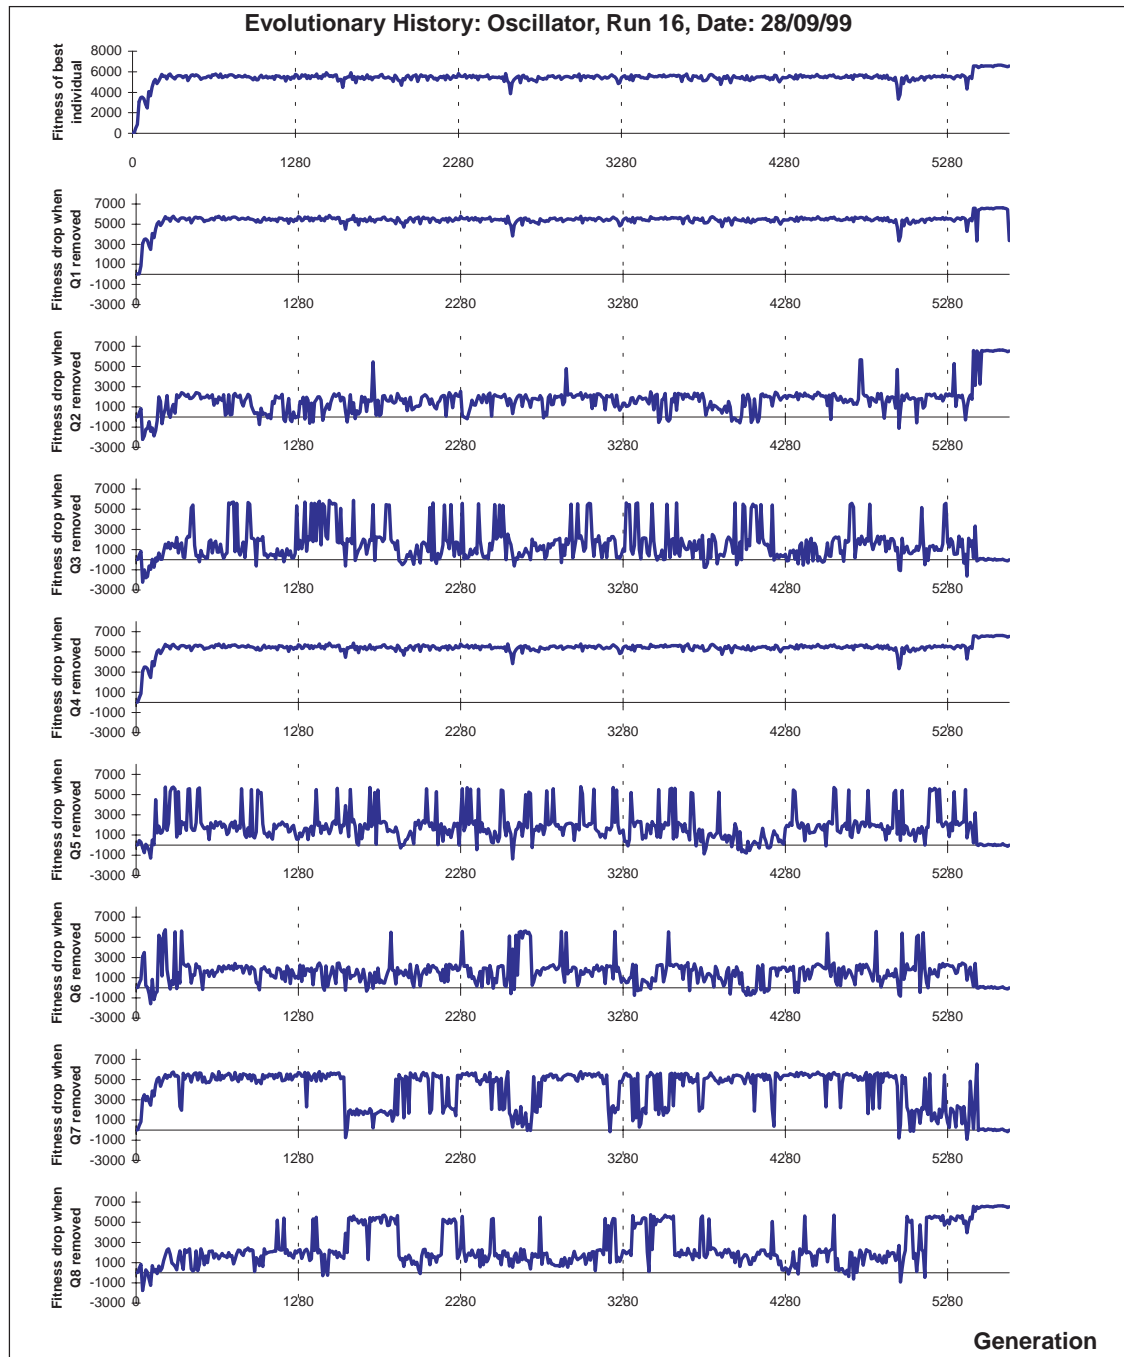 Evolutionary History: Oscillator, Run 16, Date: 28/09/99
Fitness of best
individual
8000
6000
4000
2000
0
0 1280 2280 3280 4280 5280
Fitness drop when
Q1 removed
7000
5000
3000
1000
-1000
-3000
0 1280 2280 3280 4280 5280
Fitness drop when
Q2 removed
7000
5000
3000
1000
-1000
-3000
0 1280 2280 3280 4280 5280
Fitness drop when
Q3 removed
7000
5000
3000
1000
-1000
-3000
0 1280 2280 3280 4280 5280
Fitness drop when
Q4 removed
7000
5000
3000
1000
-1000
-3000
0 1280 2280 3280 4280 5280
Fitness drop when
Q5 removed
7000
5000
3000
1000
-1000
-3000
0 1280 2280 3280 4280 5280
Fitness drop when
Q6 removed
7000
5000
3000
1000
-1000
-3000
0 1280 2280 3280 4280 5280
Fitness drop when
Q7 removed
7000
5000
3000
1000
-1000
-3000
0 1280 2280 3280 4280 5280
Fitness drop when
Q8 removed
7000
5000
3000
1000
-1000
-3000
0 1280 2280 3280 4280 5280
Generation